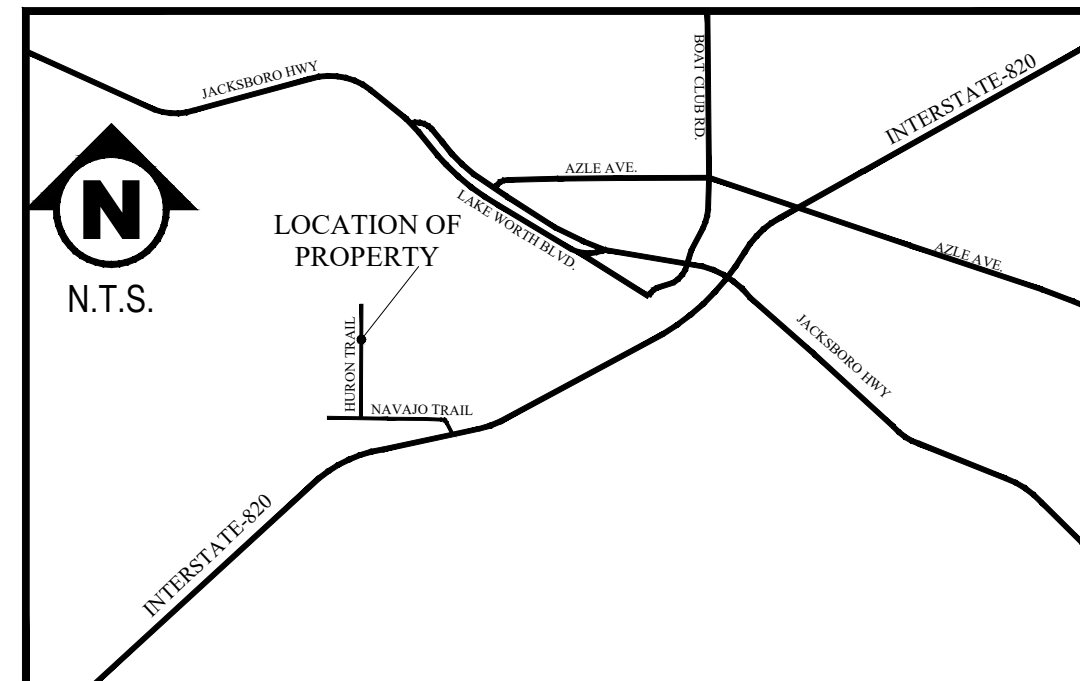 BOAT CLUB RD.
INTERSTATE-820
JACKSBORO HWY
AZLE AVE.
N
LAKE WORTH BLVD.
LOCATION OF
PROPERTY
AZLE AVE.
N.T.S.
HURON TRAIL
JACKSBORO HWY
NAVAJO TRAIL
INTERSTATE-820